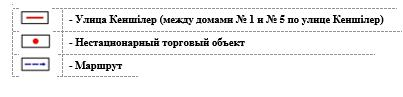 - Улица Кеншілер (между домами № 1 и № 5 по улице Кеншілер)
- Нестационарный торговый объект
- Маршрут